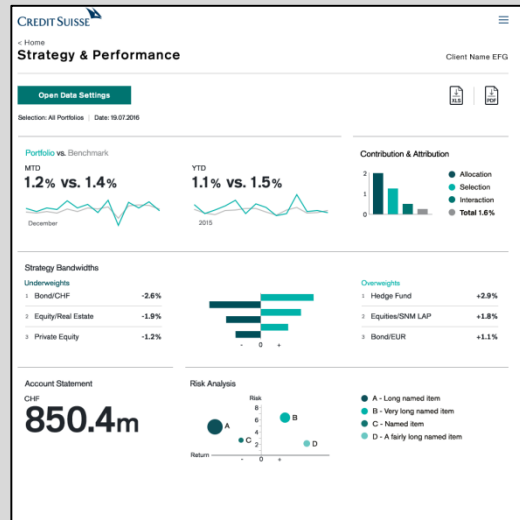 CREDIT SUISSE
< Home
Strategy & Performance
Client Name EFG
Open Data Settings
XLS
PDF
Selection: All Portfolios | Date: 19.07.2016
Portfolio vs. Benchmark
MTD
1.2% vs. 1.4%
December
YTD
1.1% vs. 1.5%
2015
Contribution & Attribution
2
1
0
Allocation
Selection
Interaction
Total 1.6%
Strategy Bandwidths
Underweights
1 Bond/CHF -2.6%
2 Equity/Real Estate -1.9%
3 Private Equity -1.2%
- 0 +
Overweights
1 Hedge Fund +2.9%
2 Equities/SNM LAP +1.8%
3 Bond/EUR +1.1%
Account Statement
CHF
850.4m
Risk Analysis
Risk
8
6
4
2
Return
- 0 +
A
B
C
D
A - Long named item
B - Very long named item
C - Named item
D - A fairly long named item